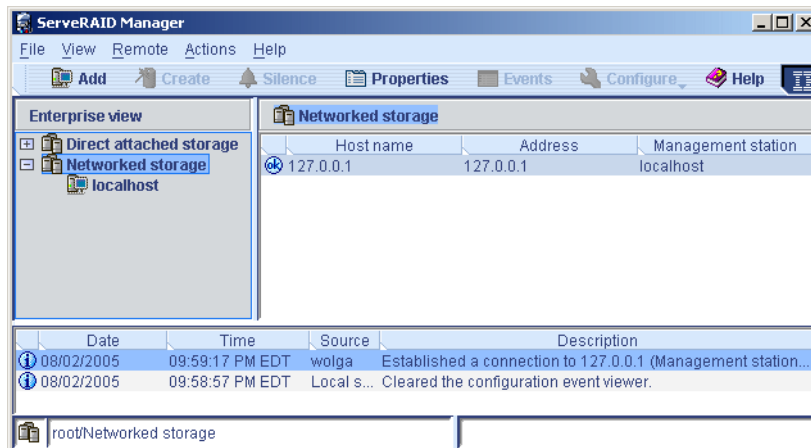 ServeRAID Manager
File View Remote Actions Help
Add Create Silence Properties Events Configure Help
Enterprise view
Networked storage
Direct attached storage
Networked storage
localhost
Host name Address Management station
ok 127.0.0.1 127.0.0.1 localhost
Date Time Source Description
08/02/2005 09:59:17 PM EDT wolga Established a connection to 127.0.0.1 (Management station...
08/02/2005 09:58:57 PM EDT Local s... Cleared the configuration event viewer.
root/Networked storage